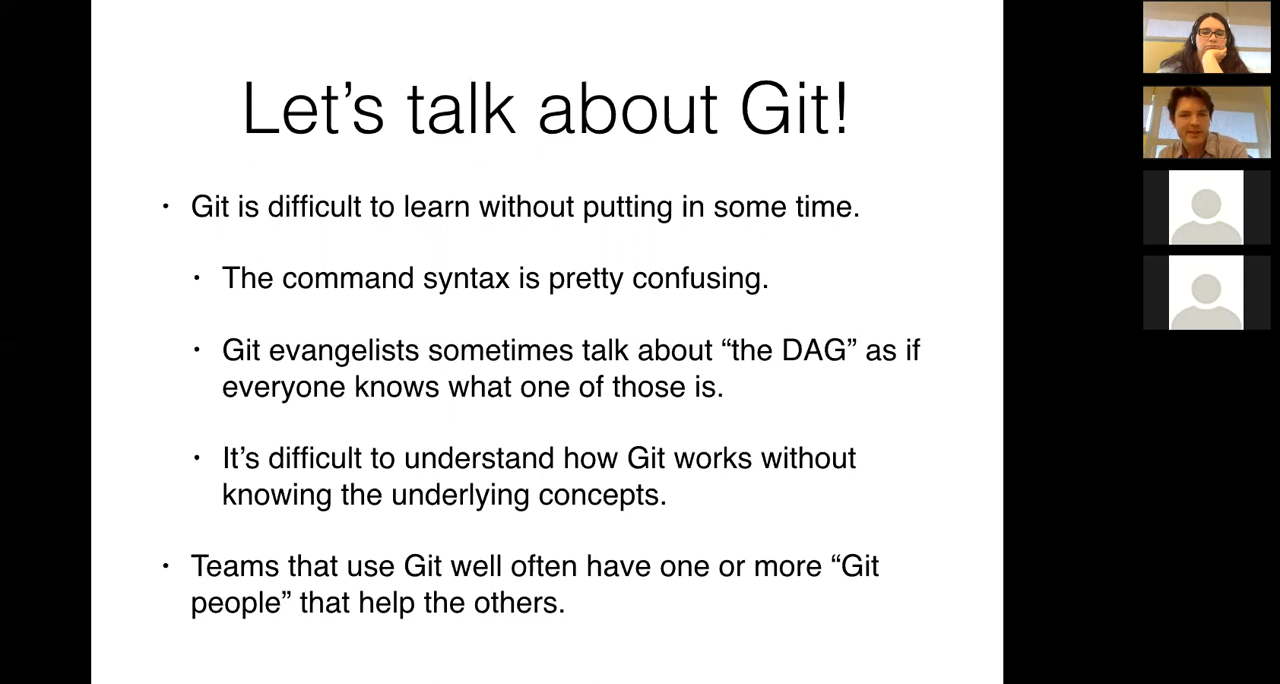 Let’s talk about Git!
• Git is difficult to learn without putting in some time.
• The command syntax is pretty confusing.
• Git evangelists sometimes talk about “the DAG” as if
everyone knows what one of those is.
• It’s difficult to understand how Git works without
knowing the underlying concepts.
• Teams that use Git well often have one or more “Git
people” that help the others.